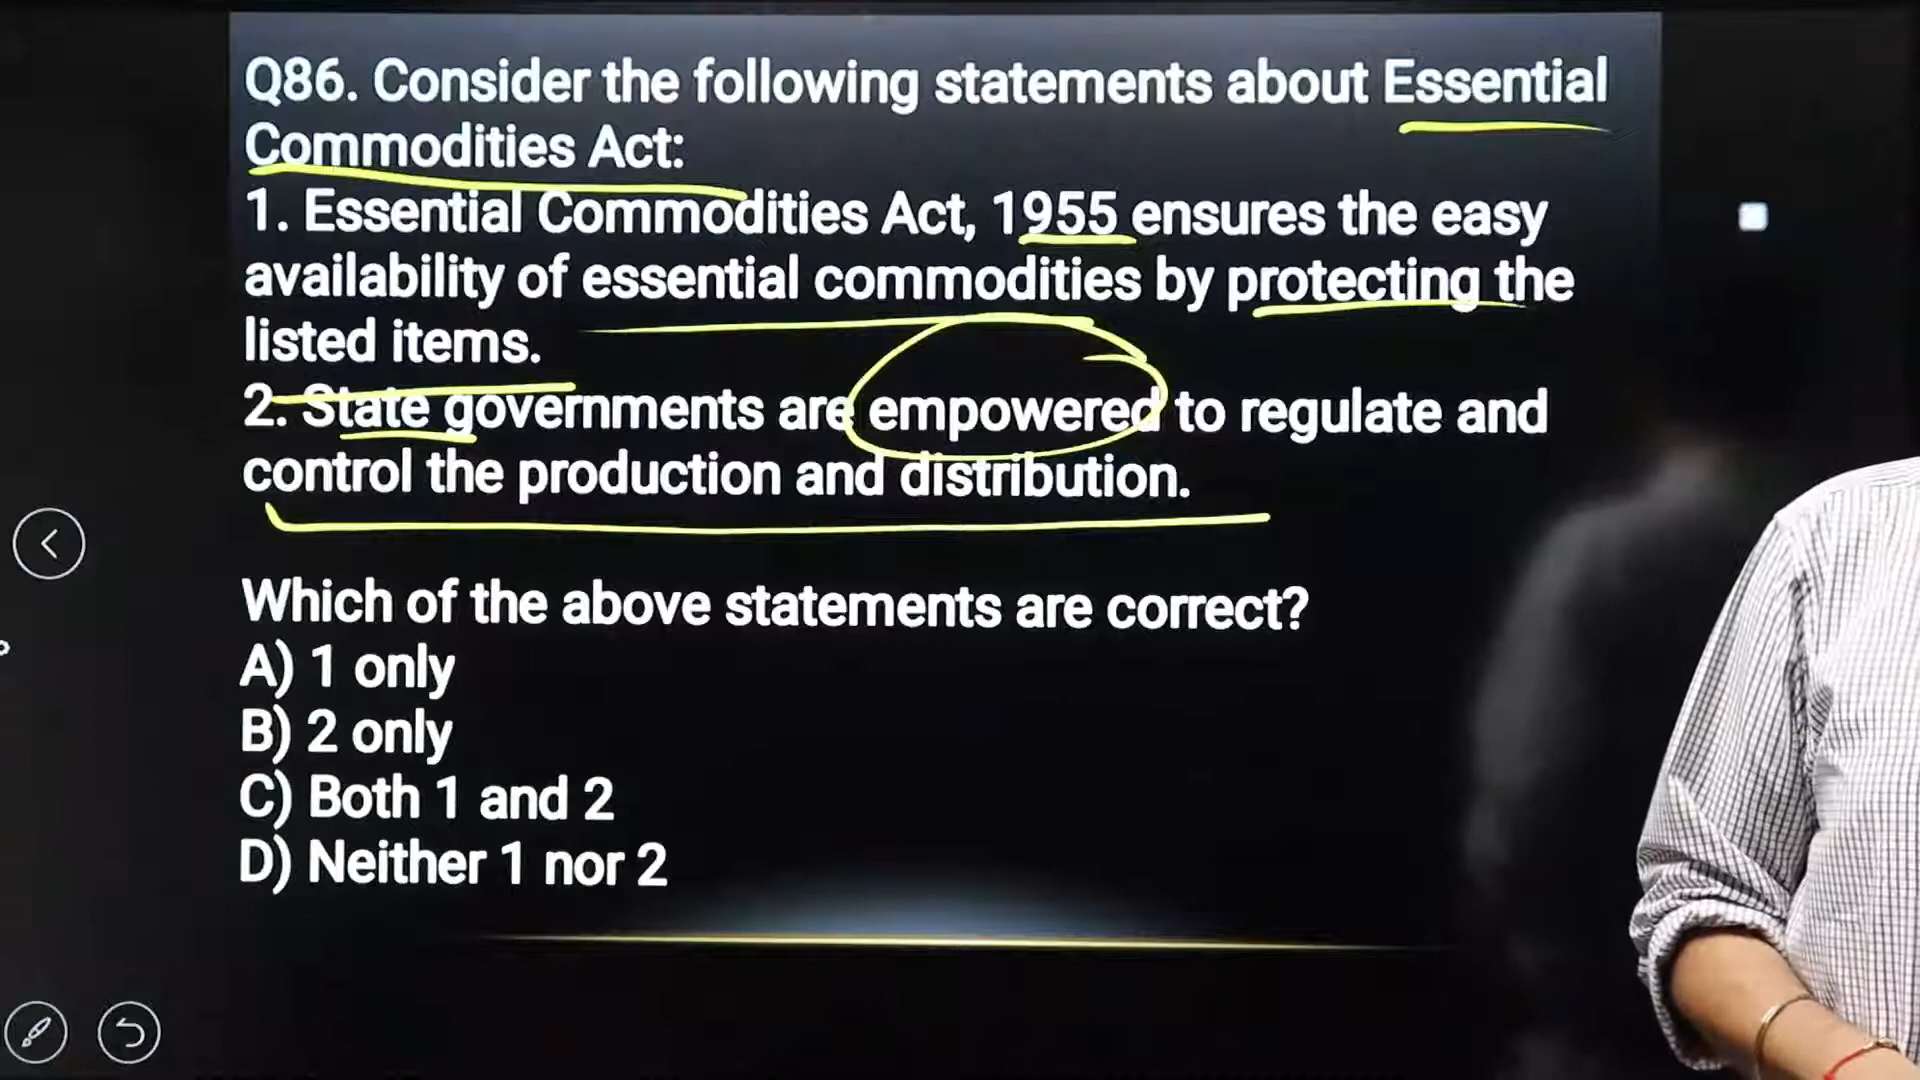 Q86. Consider the following statements about Essential
Commodities Act:
1. Essential Commodities Act, 1955 ensures the easy
availability of essential commodities by protecting the
listed items.
2. State governments are empowered to regulate and
control the production and distribution.
Which of the above statements are correct?
A) 1 only
B) 2 only
C) Both 1 and 2
D) Neither 1 nor 2